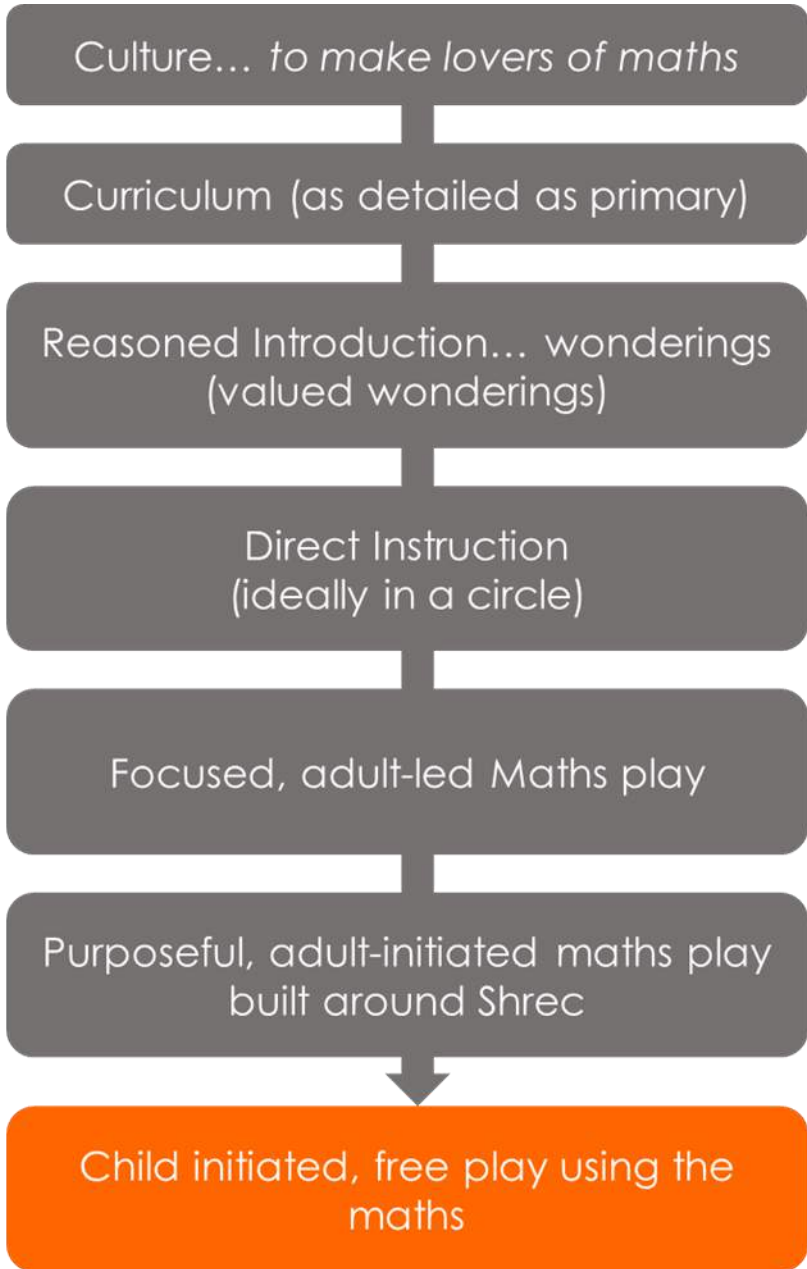 Culture... to make lovers of maths
Curriculum (as detailed as primary)
Reasoned Introduction... wonderings
(valued wonderings)
Direct Instruction
(ideally in a circle)
Focused, adult-led Maths play
Purposeful, adult-initiated maths play
built around Shrec
Child initiated, free play using the
maths